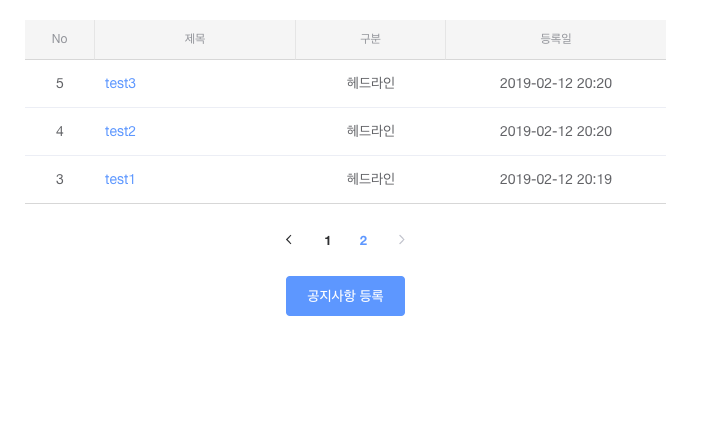 No 제목 구분 등록일
5 test3 헤드라인 2019-02-12 20:20
4 test2 헤드라인 2019-02-12 20:20
3 test1 헤드라인 2019-02-12 20:19
1 2
공지사항 등록